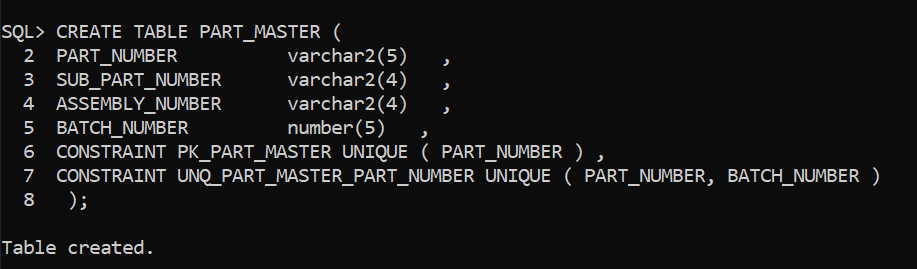 SQL> CREATE TABLE PART_MASTER (
2 PART_NUMBER varchar2(5) ,
3 SUB_PART_NUMBER varchar2(4) ,
4 ASSEMBLY_NUMBER varchar2(4) ,
5 BATCH_NUMBER number(5) ,
6 CONSTRAINT PK_PART_MASTER UNIQUE ( PART_NUMBER ) ,
7 CONSTRAINT UNQ_PART_MASTER_PART_NUMBER UNIQUE ( PART_NUMBER, BATCH_NUMBER )
8 );
Table created.